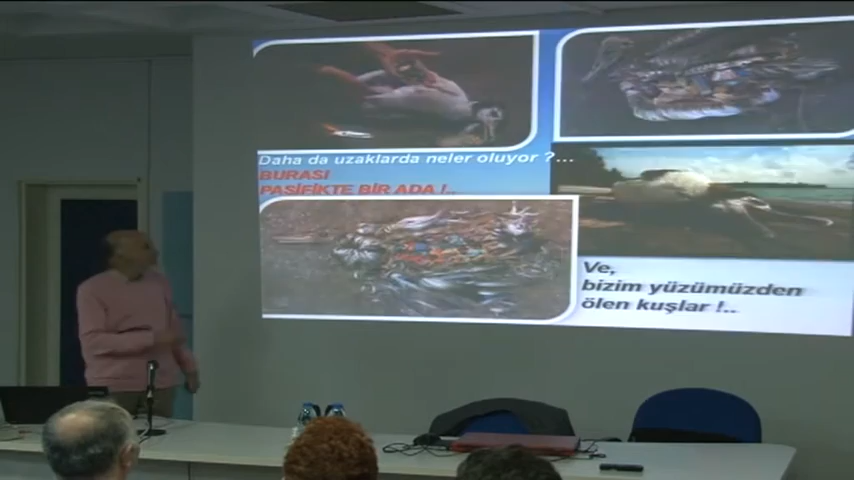 Daha da uzaklarda neler oluyor ?...
BURASI
PASİFİKTE BİR ADA !..
Ve,
bizim yüzümüzden
ölen kuşlar !..